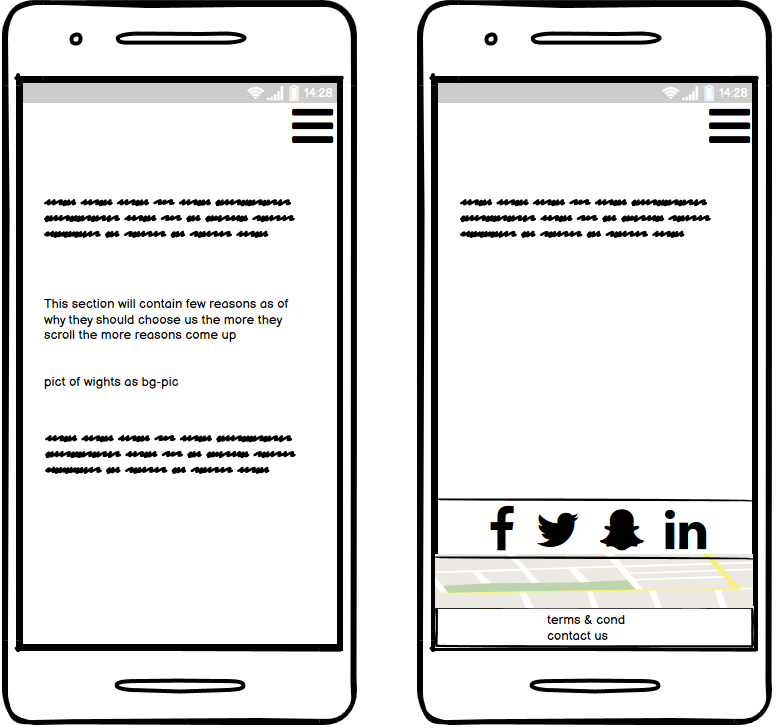 14:28
This section will contain few reasons as of
why they should choose us the more they
scroll the more reasons come up
pict of wights as bg-pic
14:28
terms & cond
contact us